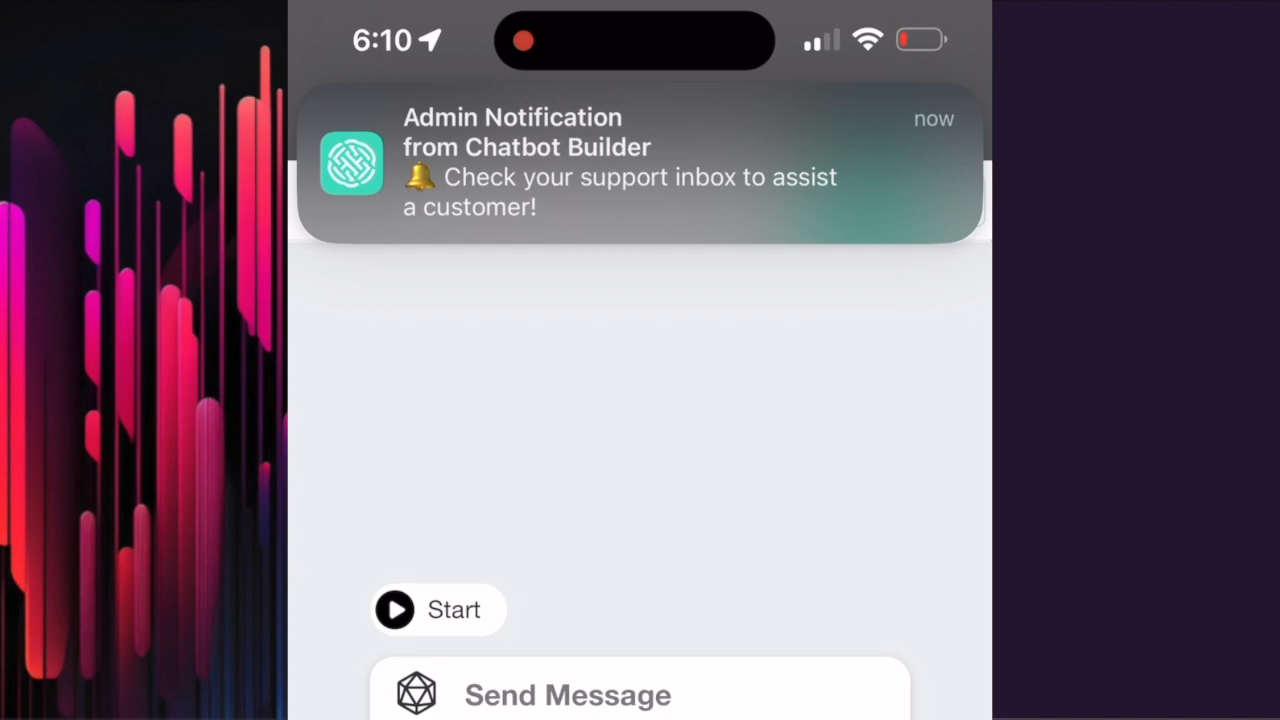 6:10
Admin Notification
now
from Chatbot Builder
🔔 Check your support inbox to assist
a customer!
Start
Send Message